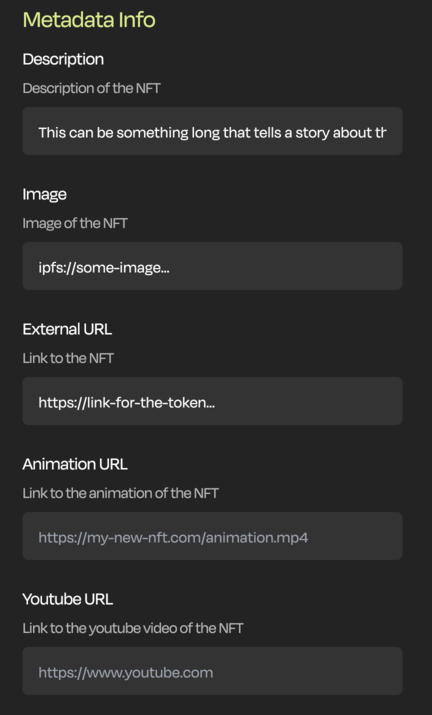 Metadata Info
Description
Description of the NFT
This can be something long that tells a story about th
Image
Image of the NFT
ipfs://some-image...
External URL
Link to the NFT
https://link-for-the-token...
Animation URL
Link to the animation of the NFT
https://my-new-nft.com/animation.mp4
Youtube URL
Link to the youtube video of the NFT
https://www.youtube.com